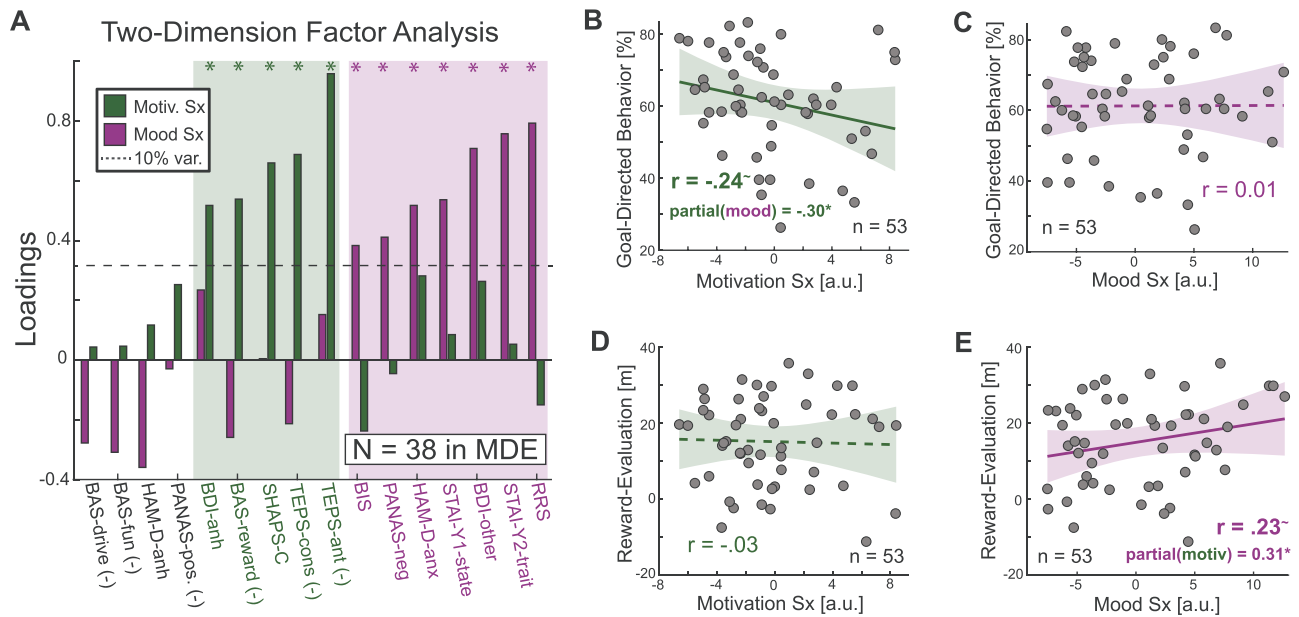 A
Two-Dimension Factor Analysis
* * * * * * * * * * * *
Motiv. Sx
Mood Sx
10% var.
0.8
0.4
0
-0.4
Loadings
N = 38 in MDE
BAS-drive (-)
BAS-fun (-)
HAM-D-anh
PANAS-pos. (-)
BDI-anh
BAS-reward (-)
SHAPS-C
TEPS-cons (-)
TEPS-ant (-)
BIS
PANAS-neg
HAM-D-anx
STAI-Y1-state
BDI-other
STAI-Y2-trait
RRS
B
Goal-Directed Behavior [%]
80
60
40
20
r = -.24~
partial(mood) = -.30*
n = 53
-8 -4 0 4 8
Motivation Sx [a.u.]
C
Goal-Directed Behavior [%]
80
60
40
20
r = 0.01
n = 53
-5 0 5 10
Mood Sx [a.u.]
D
Reward-Evaluation [m]
40
20
0
-20
r = -.03
n = 53
-8 -4 0 4 8
Motivation Sx [a.u.]
E
Reward-Evaluation [m]
40
20
0
-20
r = .23~
n = 53
partial(motiv) = 0.31*
-5 0 5 10
Mood Sx [a.u.]